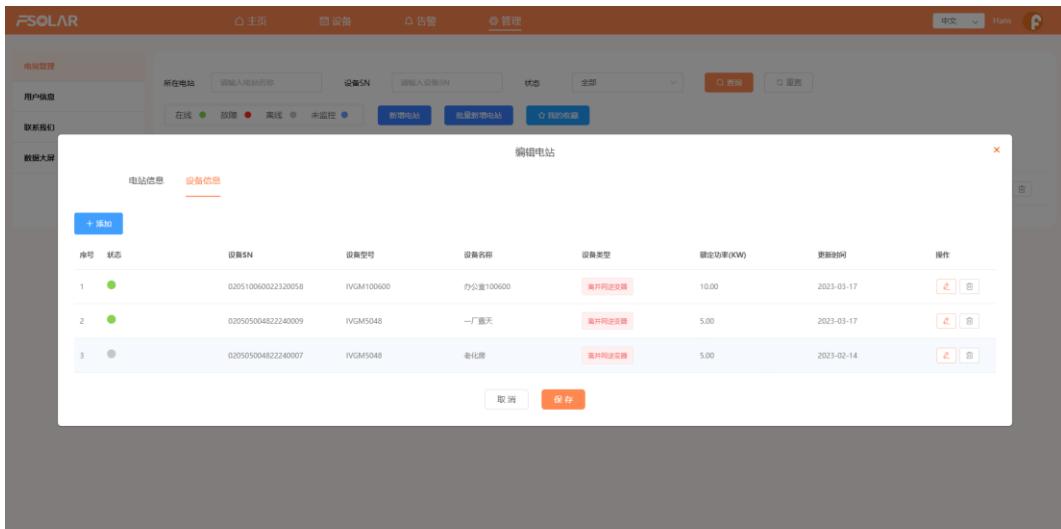 FSOLAR 主页 设备 告警 管理 中文 Hans
电站管理
用户信息
联系我们
数据大屏
所在电站 请输入电站名称 设备SN 请输入设备SN 状态 全部 查询 重置
在线 故障 离线 未监控 新增电站 批量新增电站 我的收藏
编辑电站 ×
电站信息 设备信息
+ 添加
序号 状态 设备SN 设备型号 设备名称 设备类型 额定功率(KW) 更新时间 操作
1 020510060022320058 IVGM100600 办公室100600 离并网逆变器 10.00 2023-03-17
2 020505004822240009 IVGM5048 一厂露天 离并网逆变器 5.00 2023-03-17
3 020505004822240007 IVGM5048 老化房 离并网逆变器 5.00 2023-02-14
取消 保存